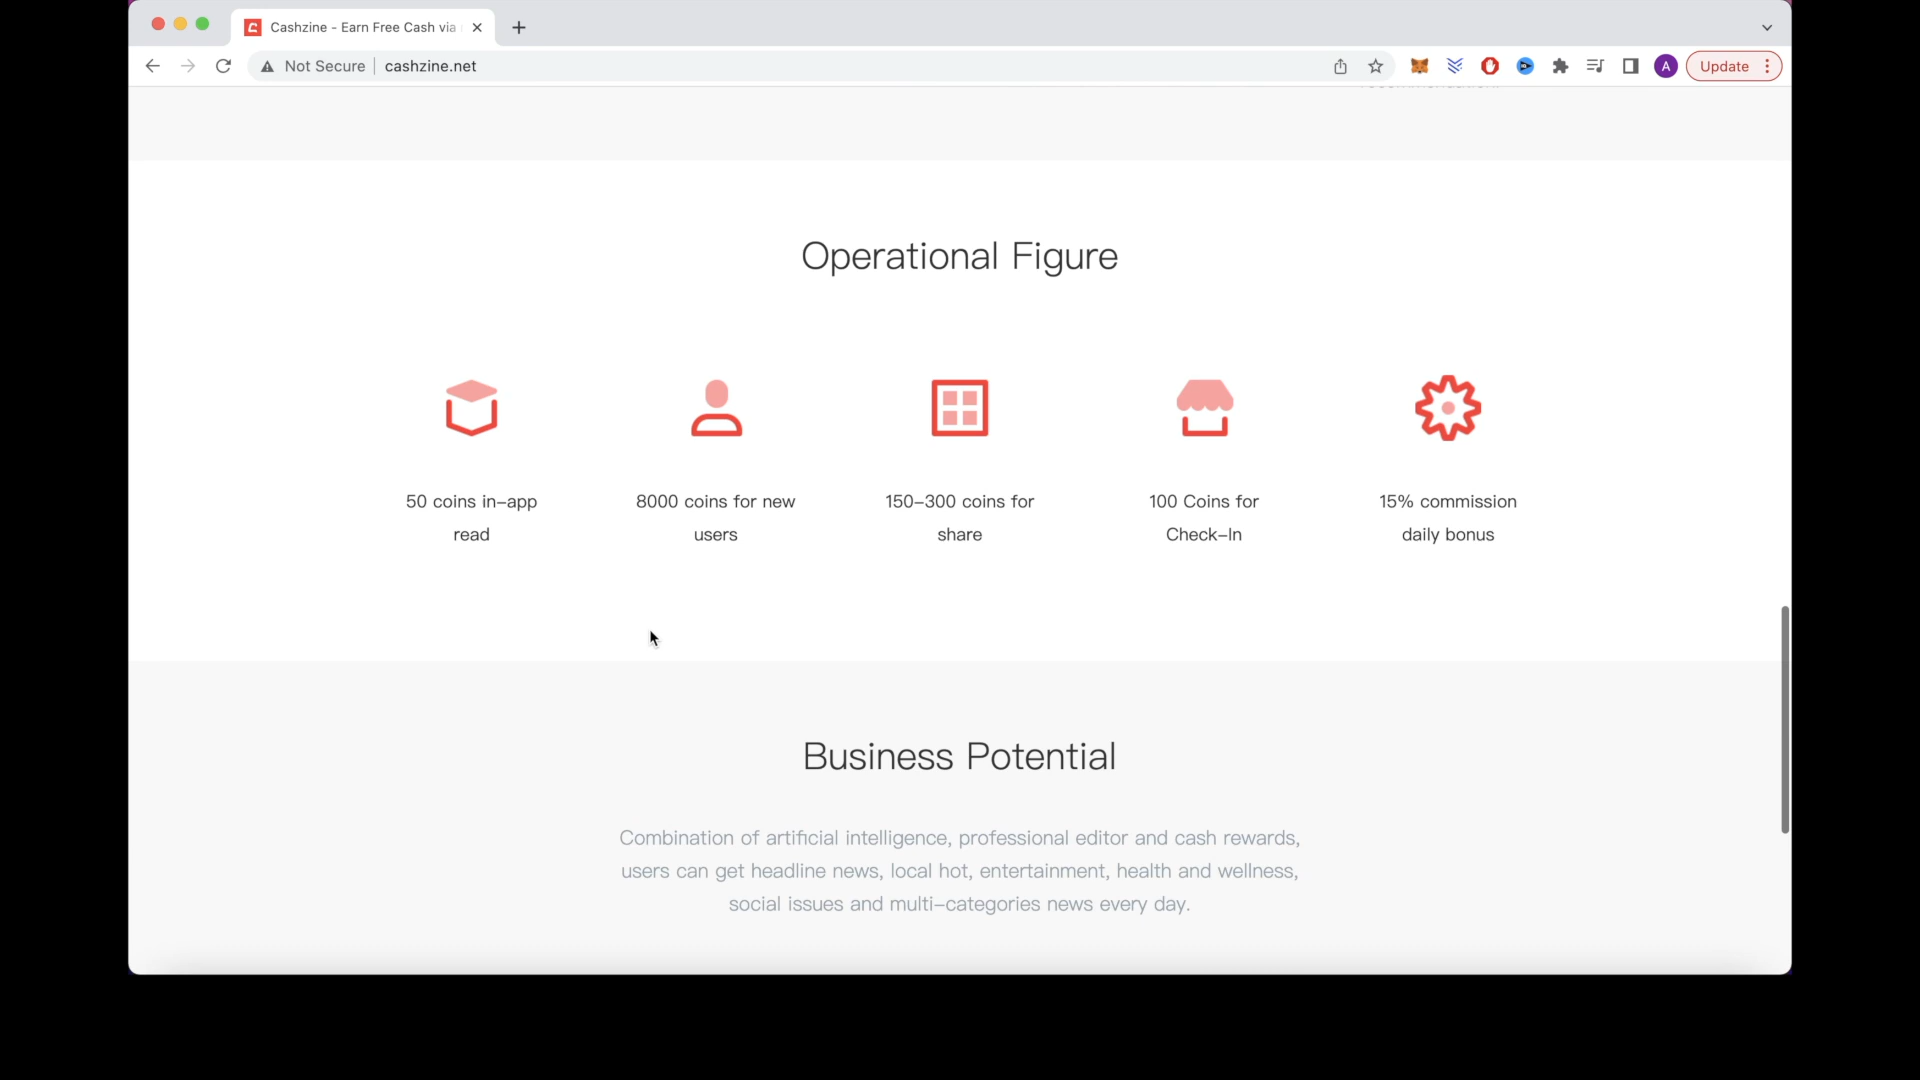 Cashzine - Earn Free Cash via
Not Secure
cashzine.net
A
Update
Operational Figure
50 coins in-app
read
8000 coins for new
users
150-300 coins for
share
100 Coins for
Check-In
15% commission
daily bonus
Business Potential
Combination of artificial intelligence, professional editor and cash rewards,
users can get headline news, local hot, entertainment, health and wellness,
social issues and multi-categories news every day.